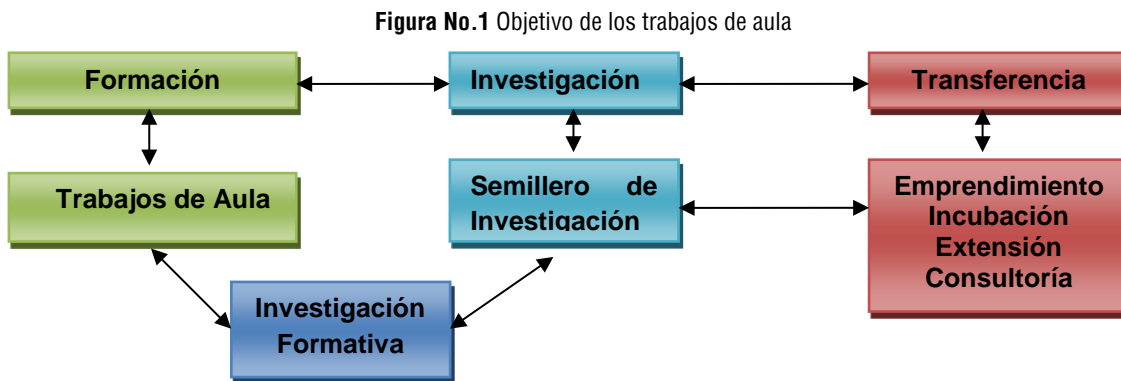 Figura No.1 Objetivo de los trabajos de aula
Formación
Investigación
Transferencia
Trabajos de Aula
Semillero de
Investigación
Emprendimiento
Incubación
Extensión
Consultoría
Investigación
Formativa